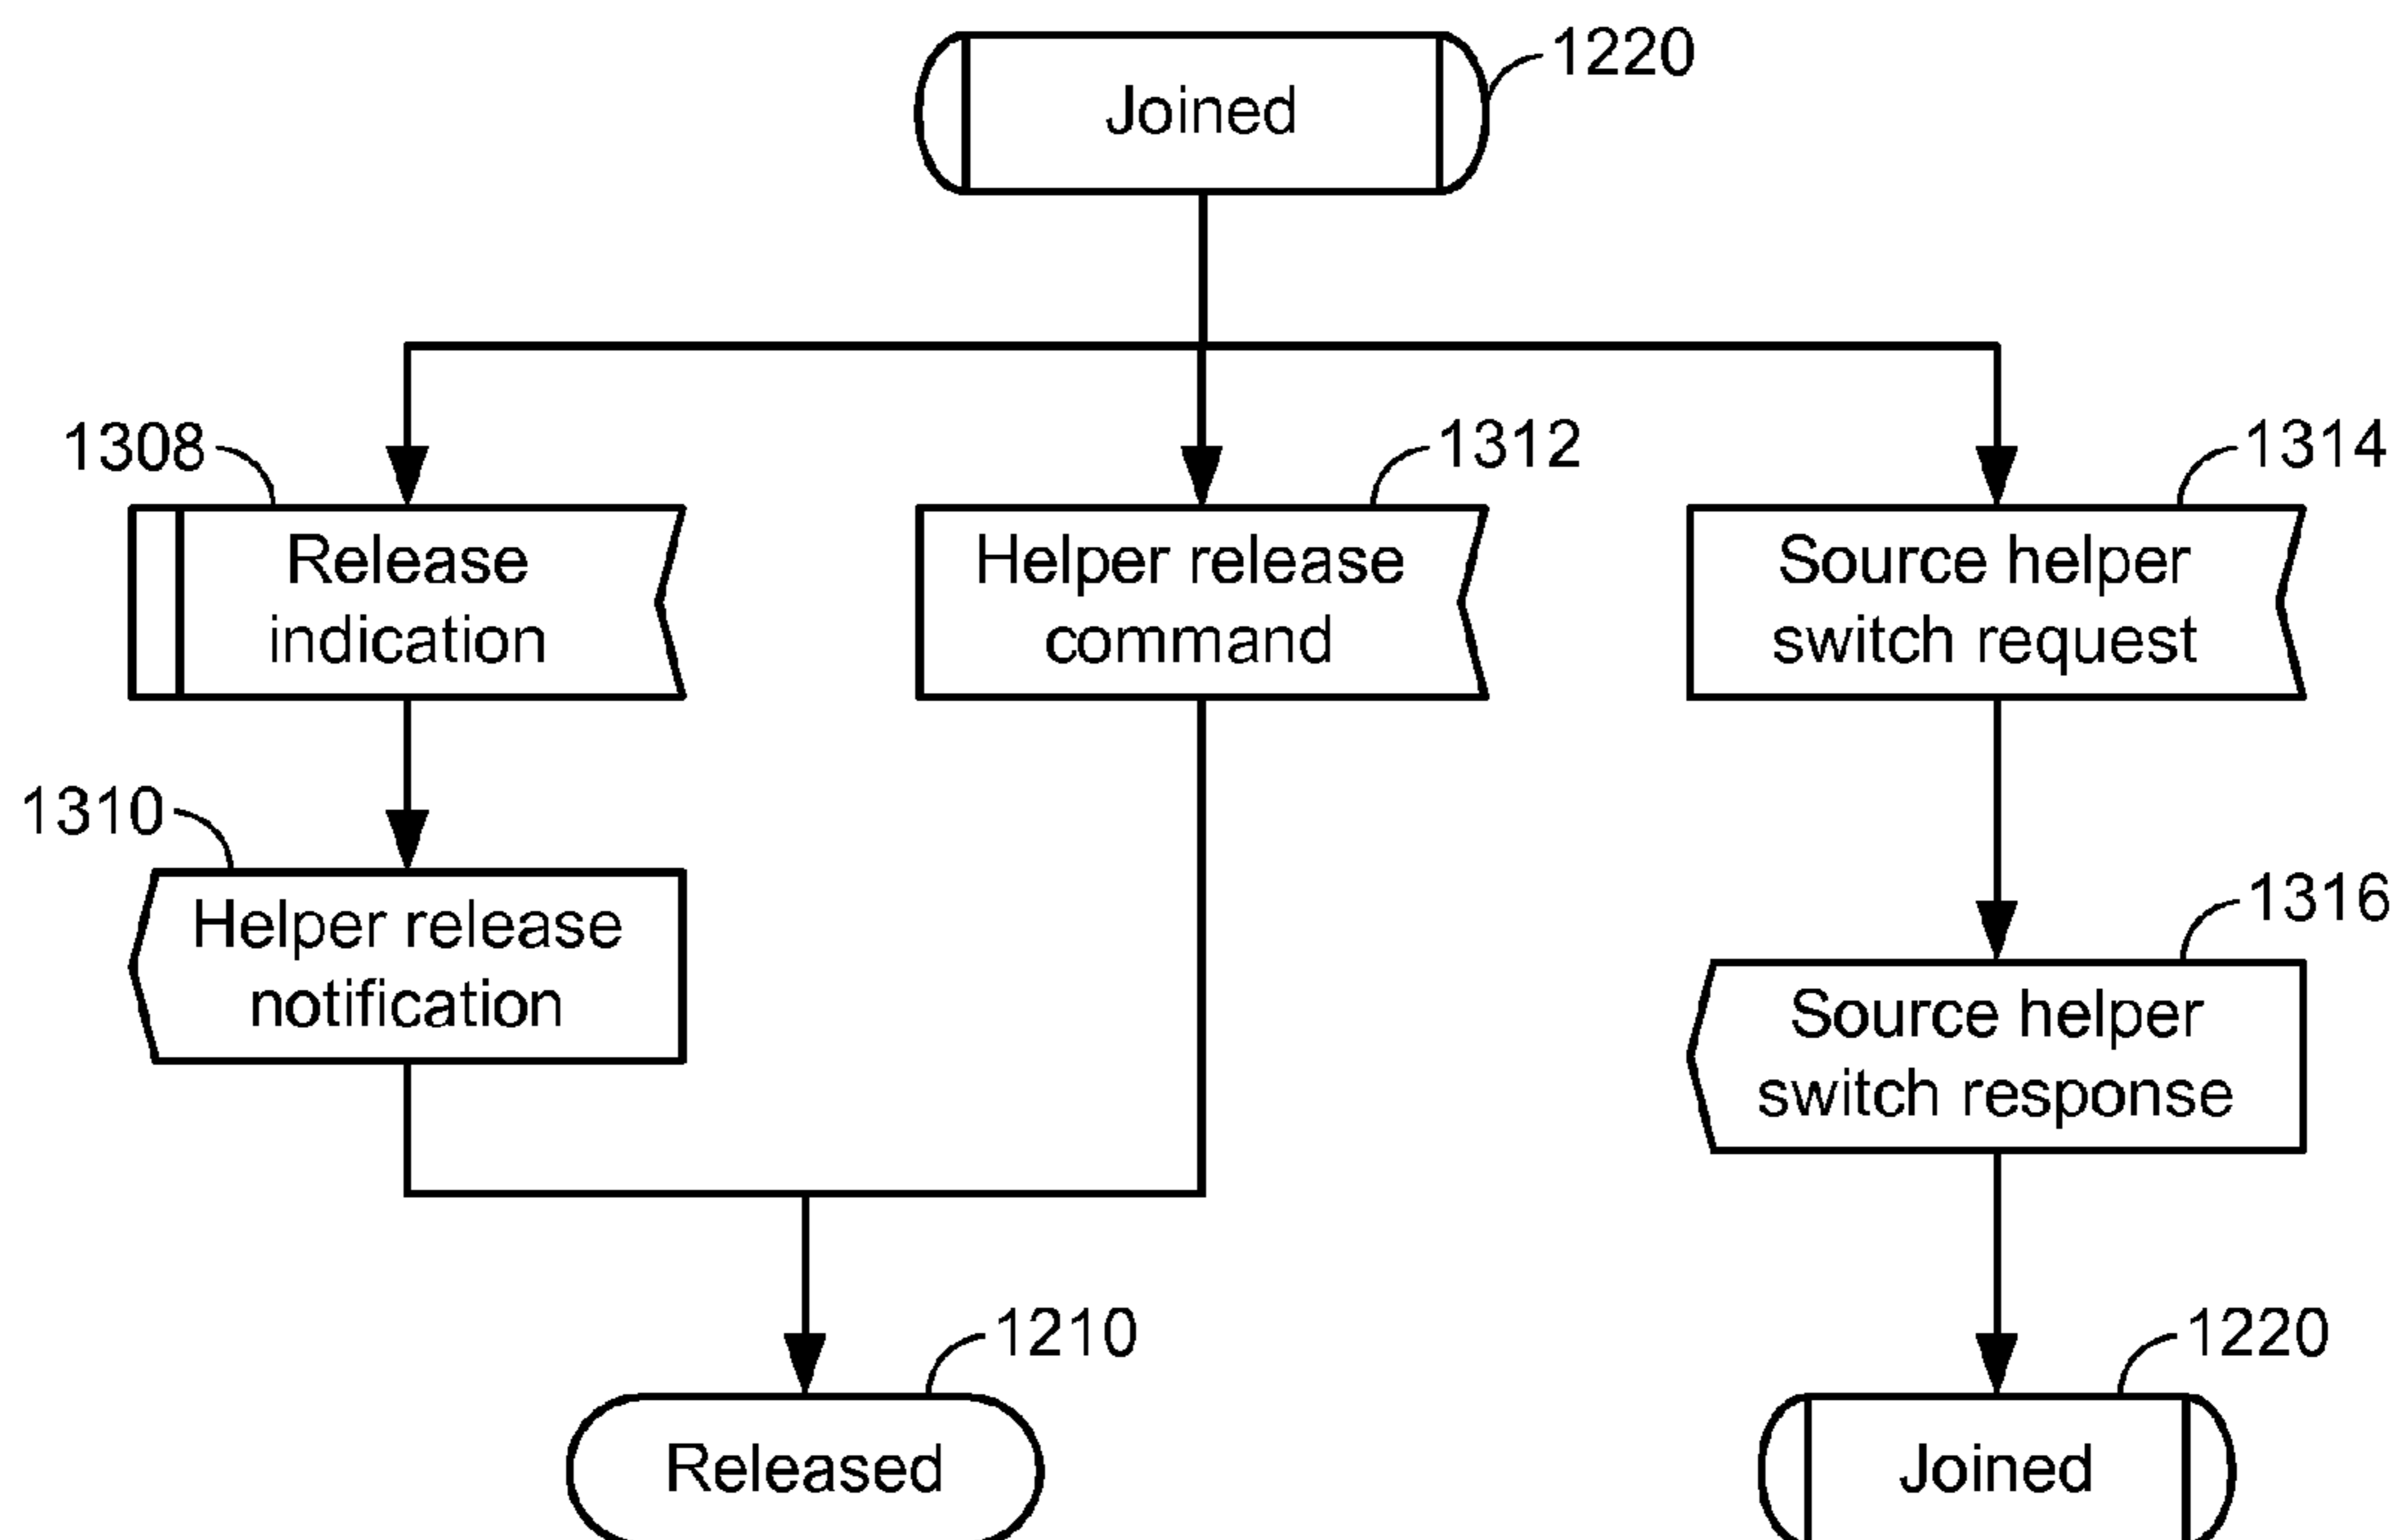 1220
Joined
1308
1312
1314
Release
indication
Helper release
command
Source helper
switch request
1310
1316
Helper release
notification
Source helper
switch response
1210
1220
Released
Joined